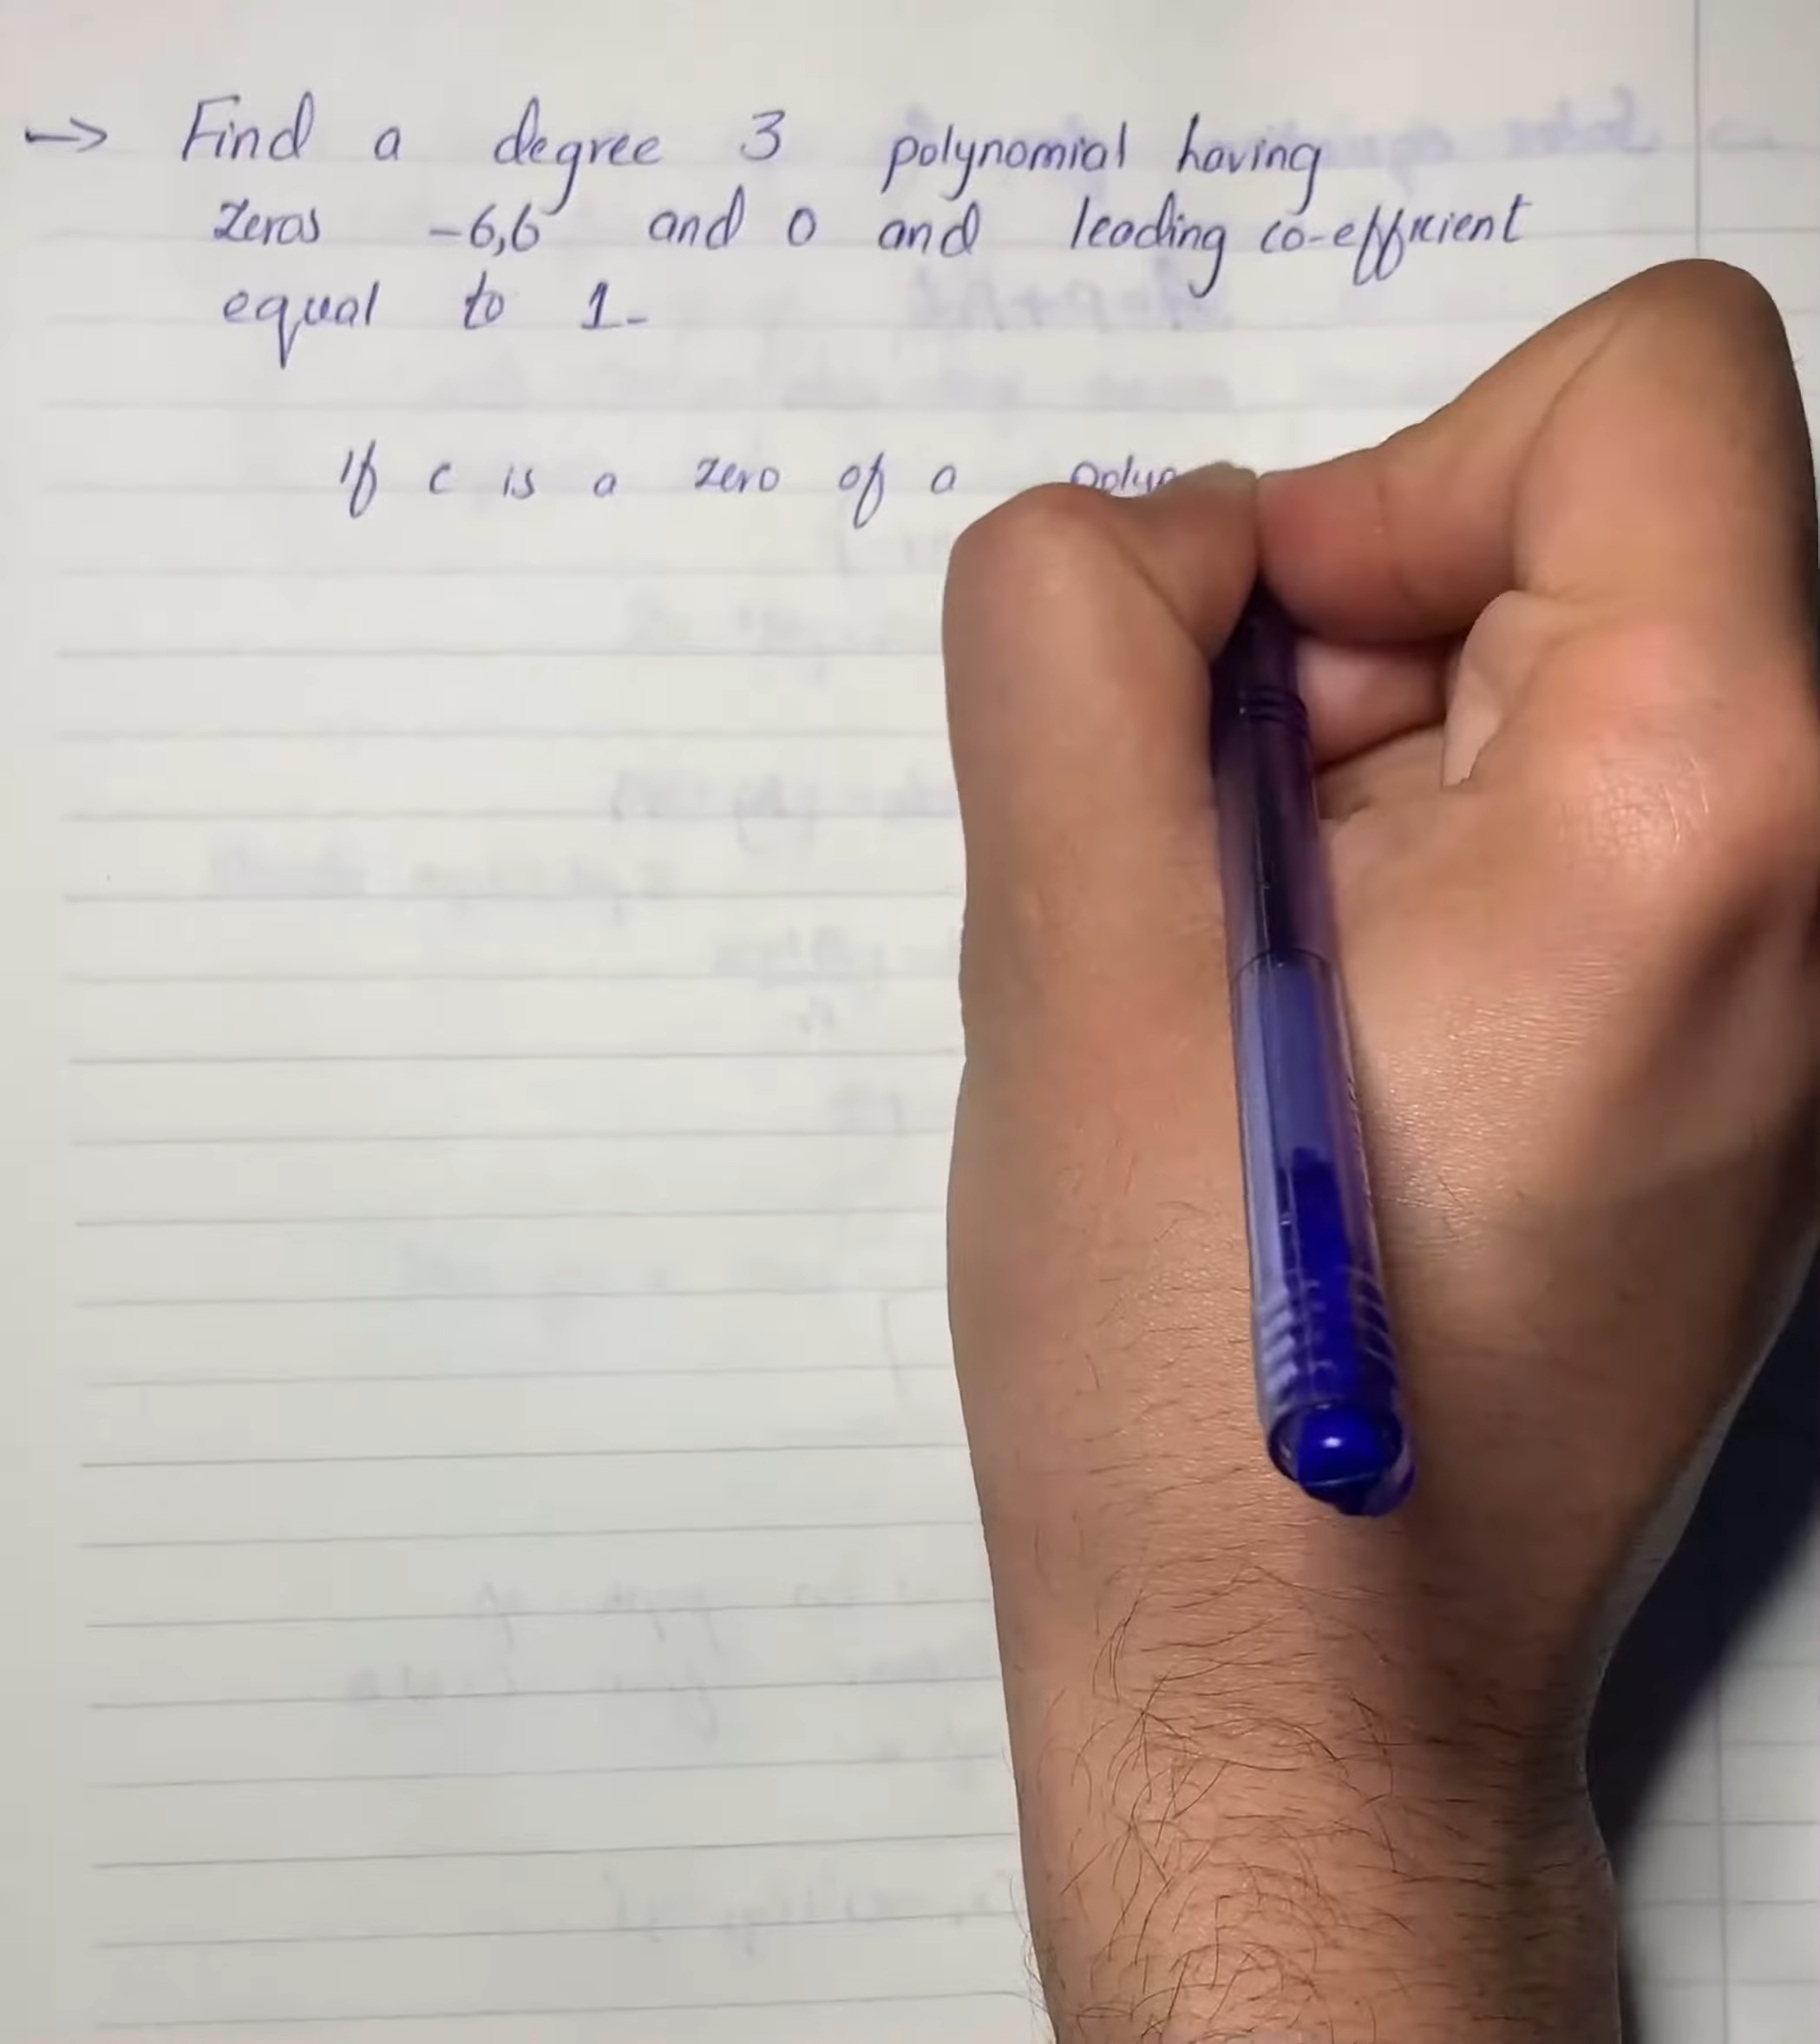 → Find a degree 3 polynomial having
zeros -6,6 and 0 and leading co-efficient
equal to 1.
If c is a zero of a